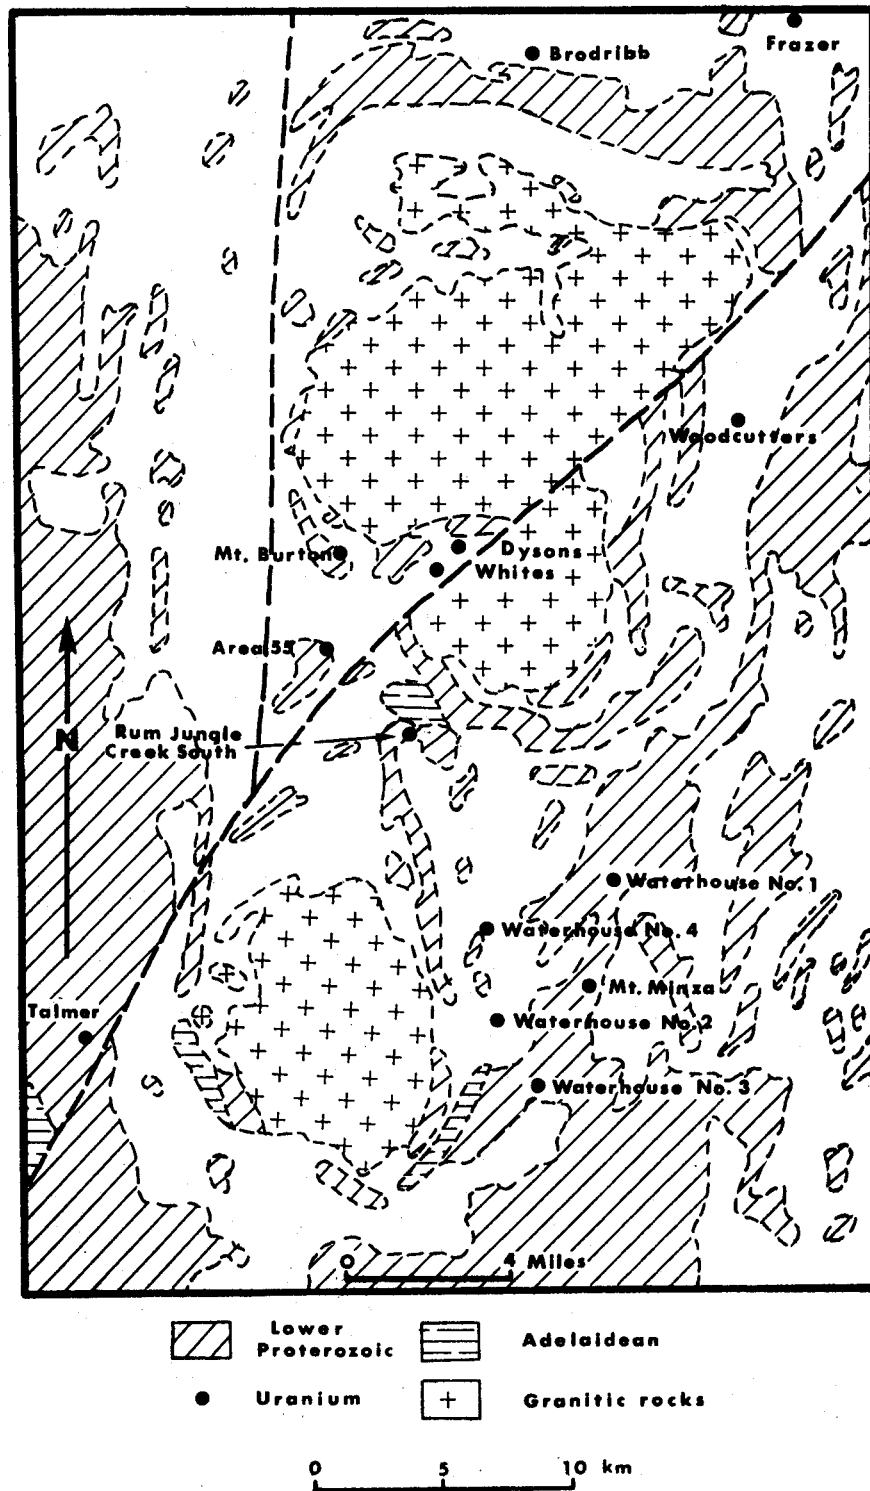 Brodribb
Frazer
Woodcutters
Mt. Burton
Dysons
Whites
Area 55
N
Rum Jungle
Creek South
Waterhouse No. 1
Waterhouse No. 4
Mt. Minza
Talmer
Waterhouse No. 2
Waterhouse No. 3
0 4 Miles
Lower
Proterozoic
Adelaidean
Uranium
Granitic rocks
0 5 10 km